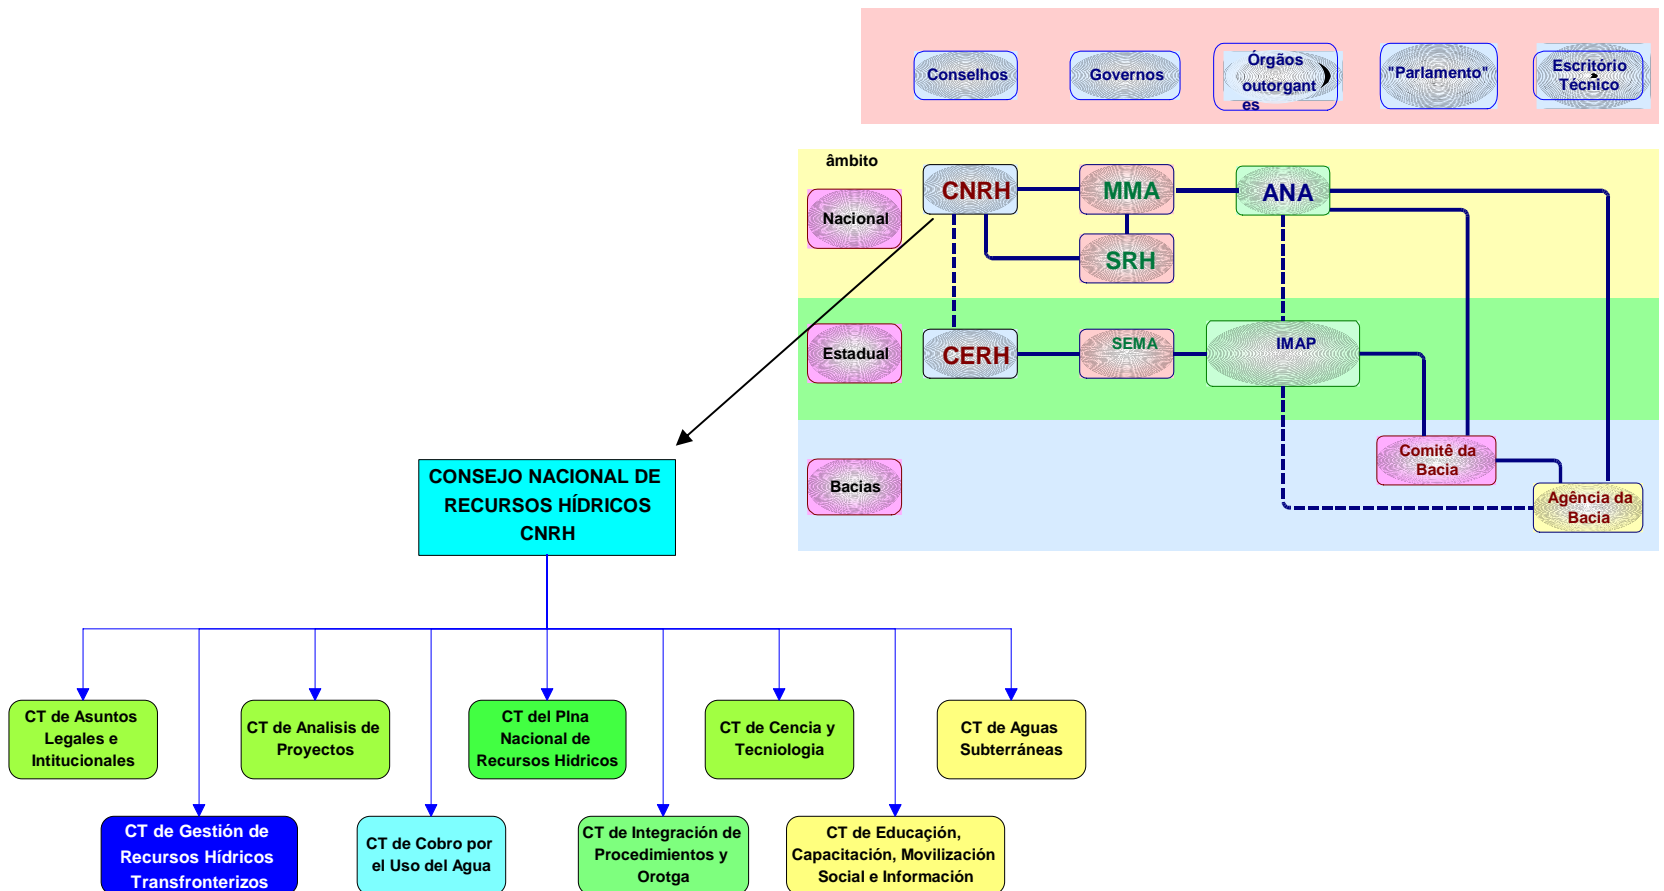 Conselhos
Governos
Órgãos
outorgant
es
"Parlamento"
Escritório
Técnico
âmbito
Nacional
CNRH
MMA
ANA
SRH
Estadual
CERH
SEMA
IMAP
Bacias
Comitê da
Bacia
Agência da
Bacia
CONSEJO NACIONAL DE
RECURSOS HÍDRICOS
CNRH
CT de Asuntos
Legales e
Intitucionales
CT de Analisis de
Proyectos
CT del Plna
Nacional de
Recursos Hidricos
CT de Cencia y
Tecniologia
CT de Aguas
Subterráneas
CT de Gestión de
Recursos Hídricos
Transfronterizos
CT de Cobro por
el Uso del Agua
CT de Integración de
Procedimientos y
Orotga
CT de Educaçión,
Capacitación, Movilización
Social e Información